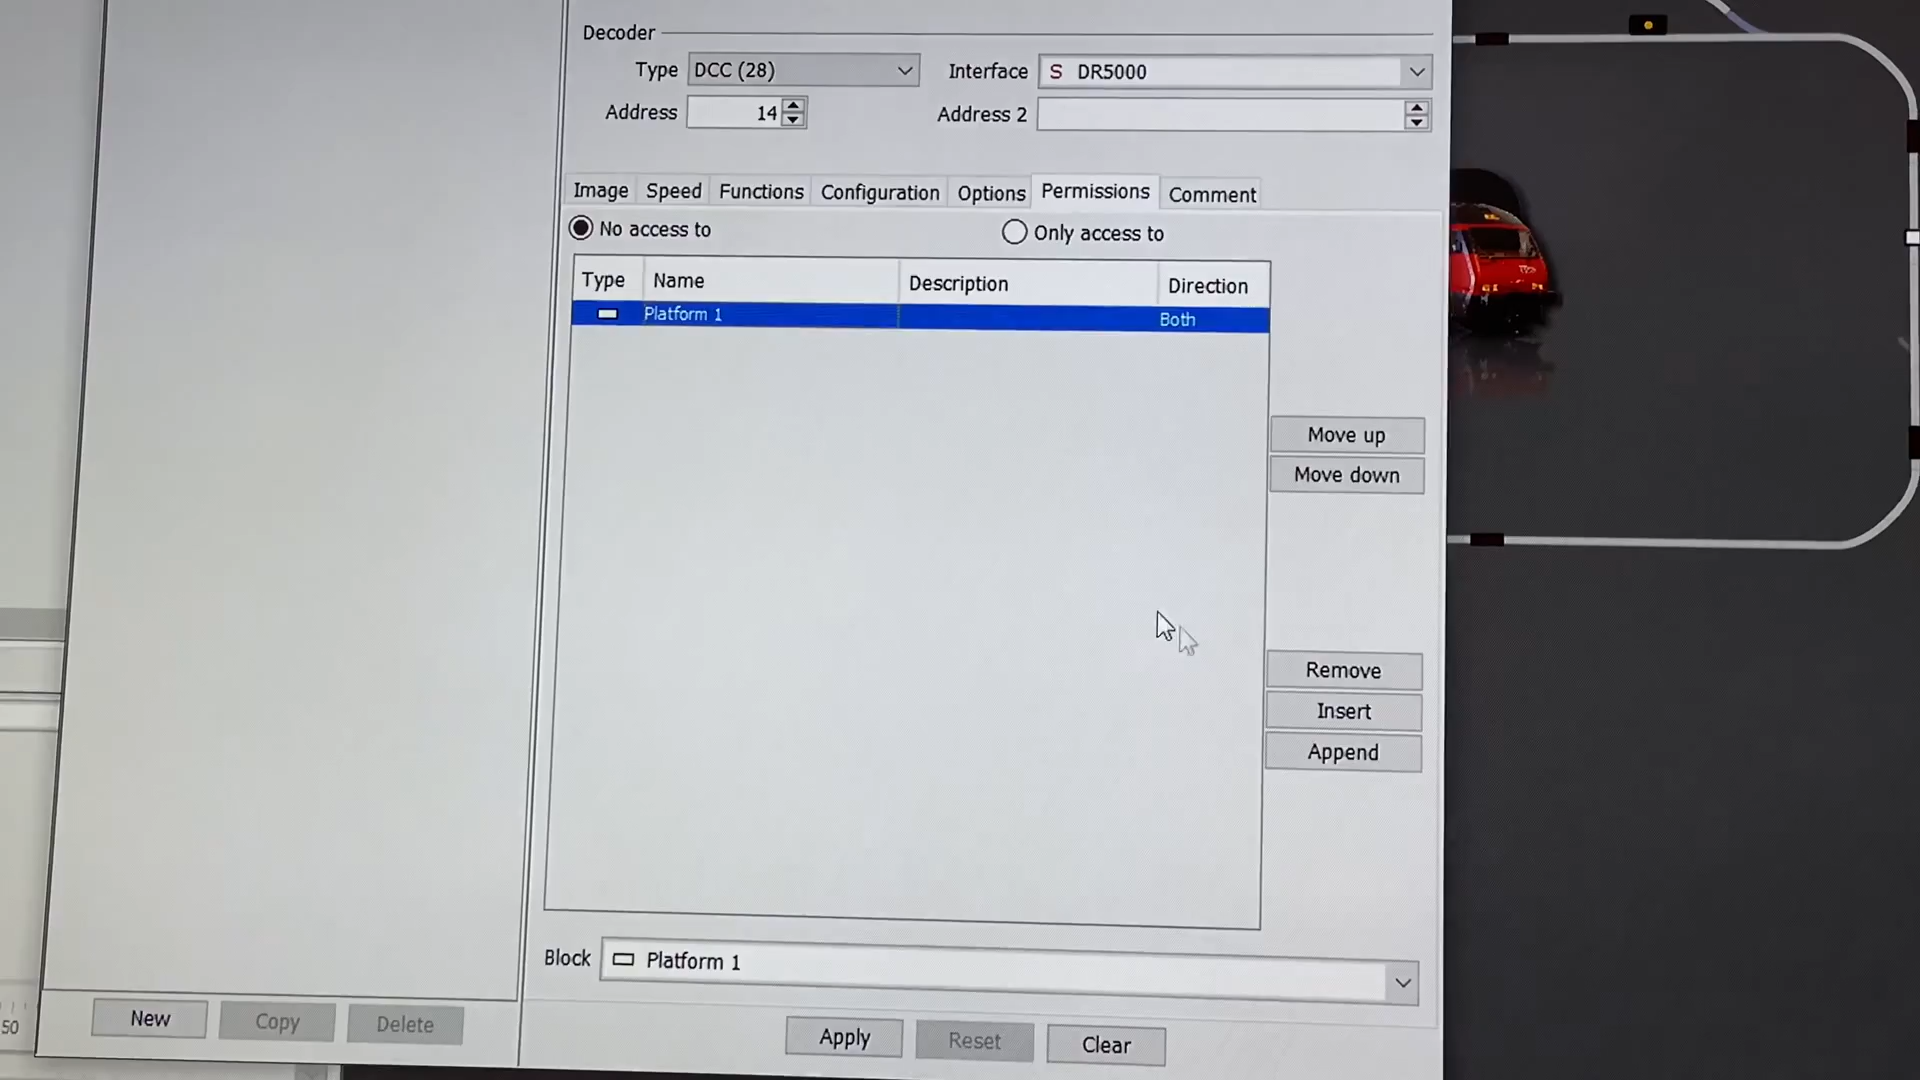 Decoder
Type DCC (28) Interface S DR5000
Address 14 Address 2
Image Speed Functions Configuration Options Permissions Comment
No access to Only access to
Type Name Description Direction
Platform 1 Both
Move up
Move down
Remove
Insert
Append
Block Platform 1
50
New Copy Delete Apply Reset Clear